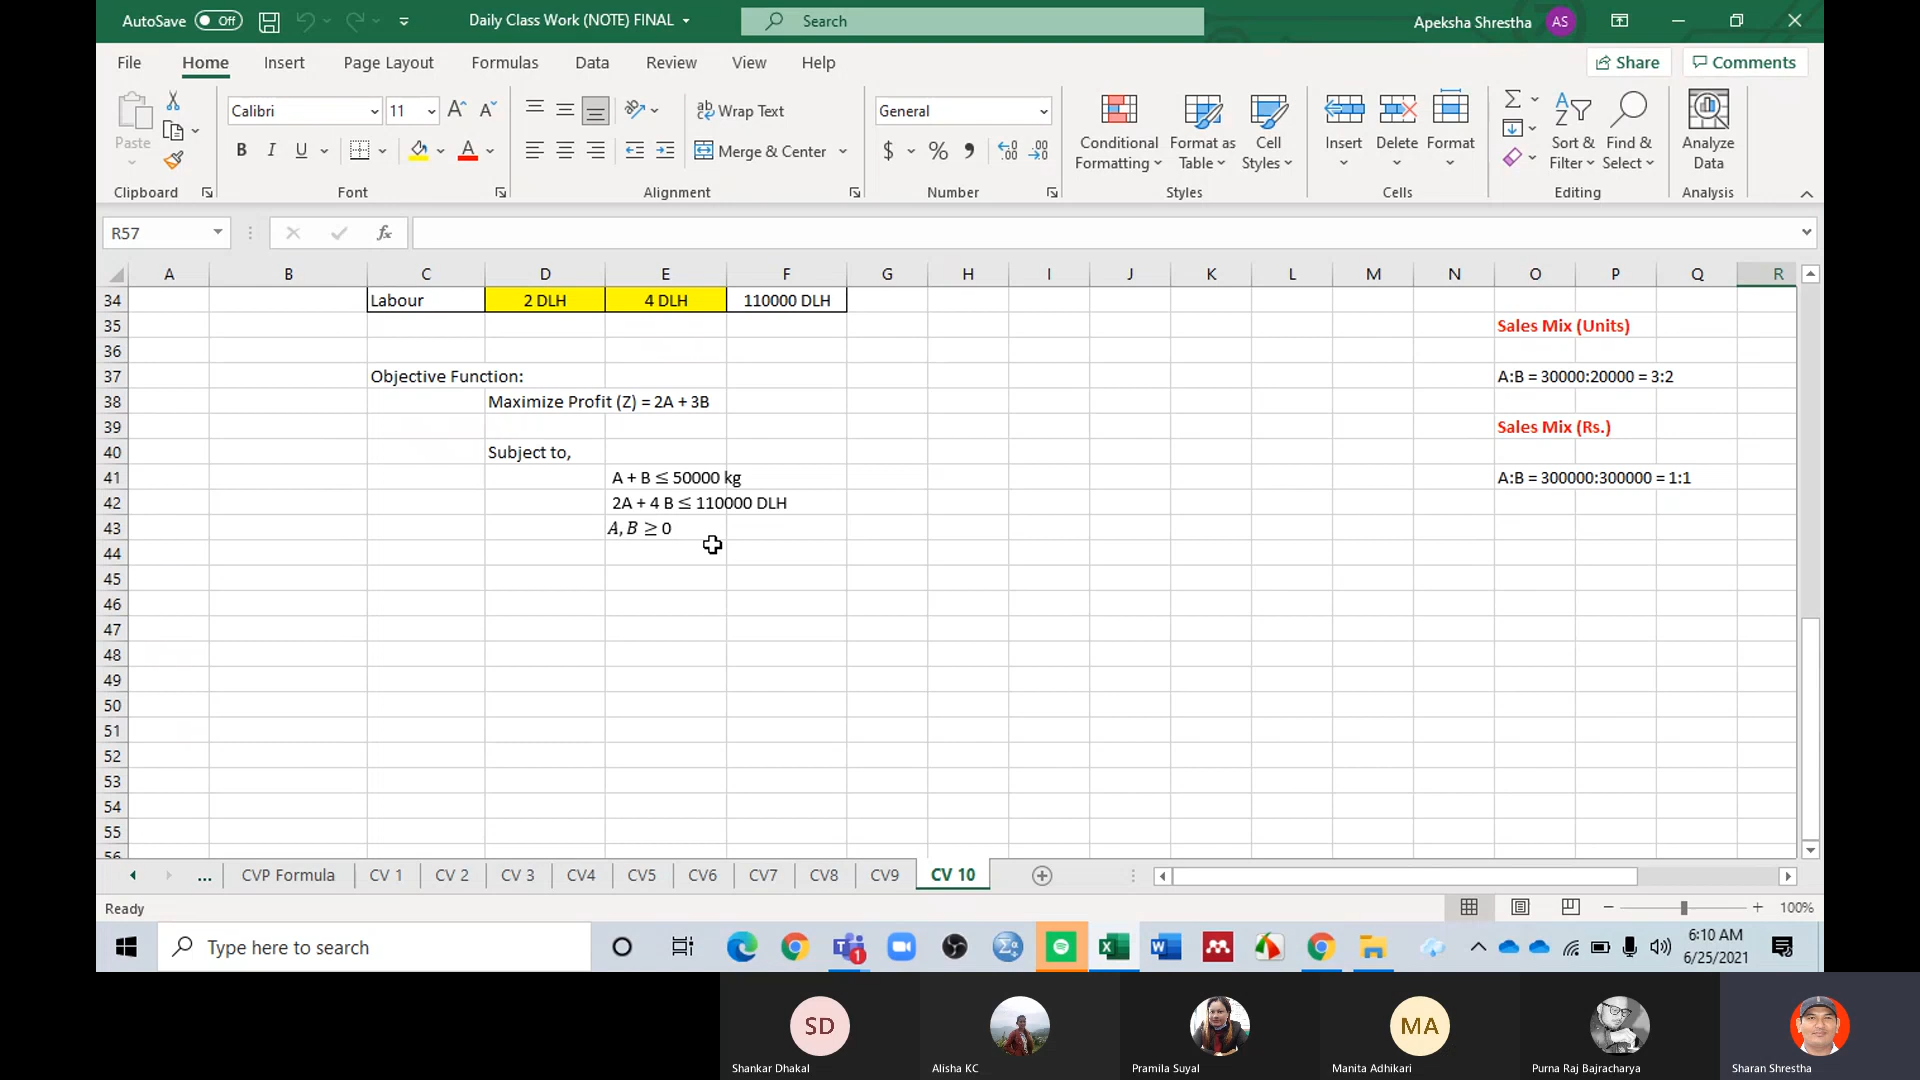 AutoSave Off Daily Class Work (NOTE) FINAL Search Apeksha Shrestha AS
File Home Insert Page Layout Formulas Data Review View Help Share Comments
Paste Calibri 11 A A Wrap Text General Conditional Formatting Format as Table Cell Styles Insert Delete Format Sort & Filter Find & Select Analyze Data
B I U A Merge & Center $ % 9 .00 .00
Clipboard Font Alignment Number Styles Cells Editing Analysis
R57 fx
A B C D E F G H I J K L M N O P Q R
34 Labour 2 DLH 4 DLH 110000 DLH
35 Sales Mix (Units)
36
37 Objective Function: A:B = 30000:20000 = 3:2
38 Maximize Profit (Z) = 2A + 3B
39 Sales Mix (Rs.)
40 Subject to,
41 A + B ≤ 50000 kg A:B = 300000:300000 = 1:1
42 2A + 4 B ≤ 110000 DLH
43 A, B ≥ 0
44
45
46
47
48
49
50
51
52
53
54
55
56
... CVP Formula CV 1 CV 2 CV 3 CV4 CV5 CV6 CV7 CV8 CV9 CV 10
Ready 100%
Type here to search 1 6:10 AM
6/25/2021
SD MA
Shankar Dhakal Alisha KC Pramila Suyal Manita Adhikari Purna Raj Bajracharya Sharan Shrestha